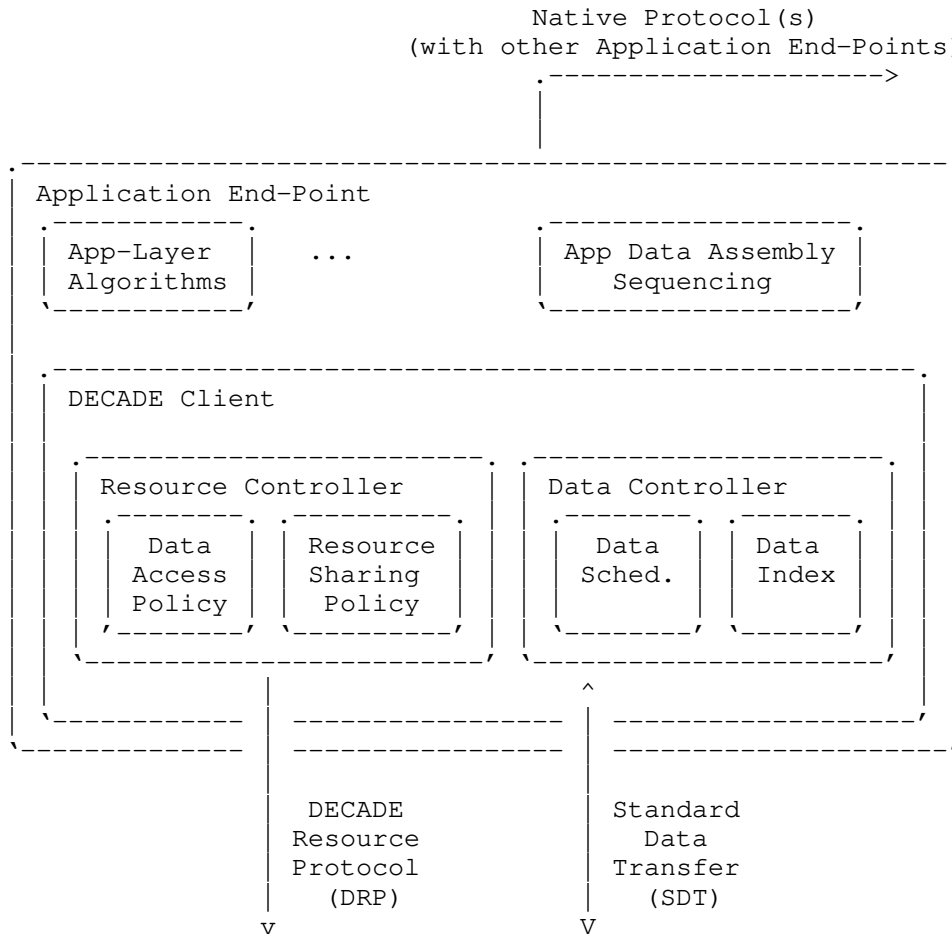 Native Protocol(s)
(with other Application End-Points)
Application End-Point
App-Layer ... App Data Assembly
Algorithms Sequencing
DECADE Client
Resource Controller Data Controller
Data Resource Data Data
Access Sharing Sched. Index
Policy Policy
DECADE Standard
Resource Data
Protocol Transfer
(DRP) (SDT)
v V